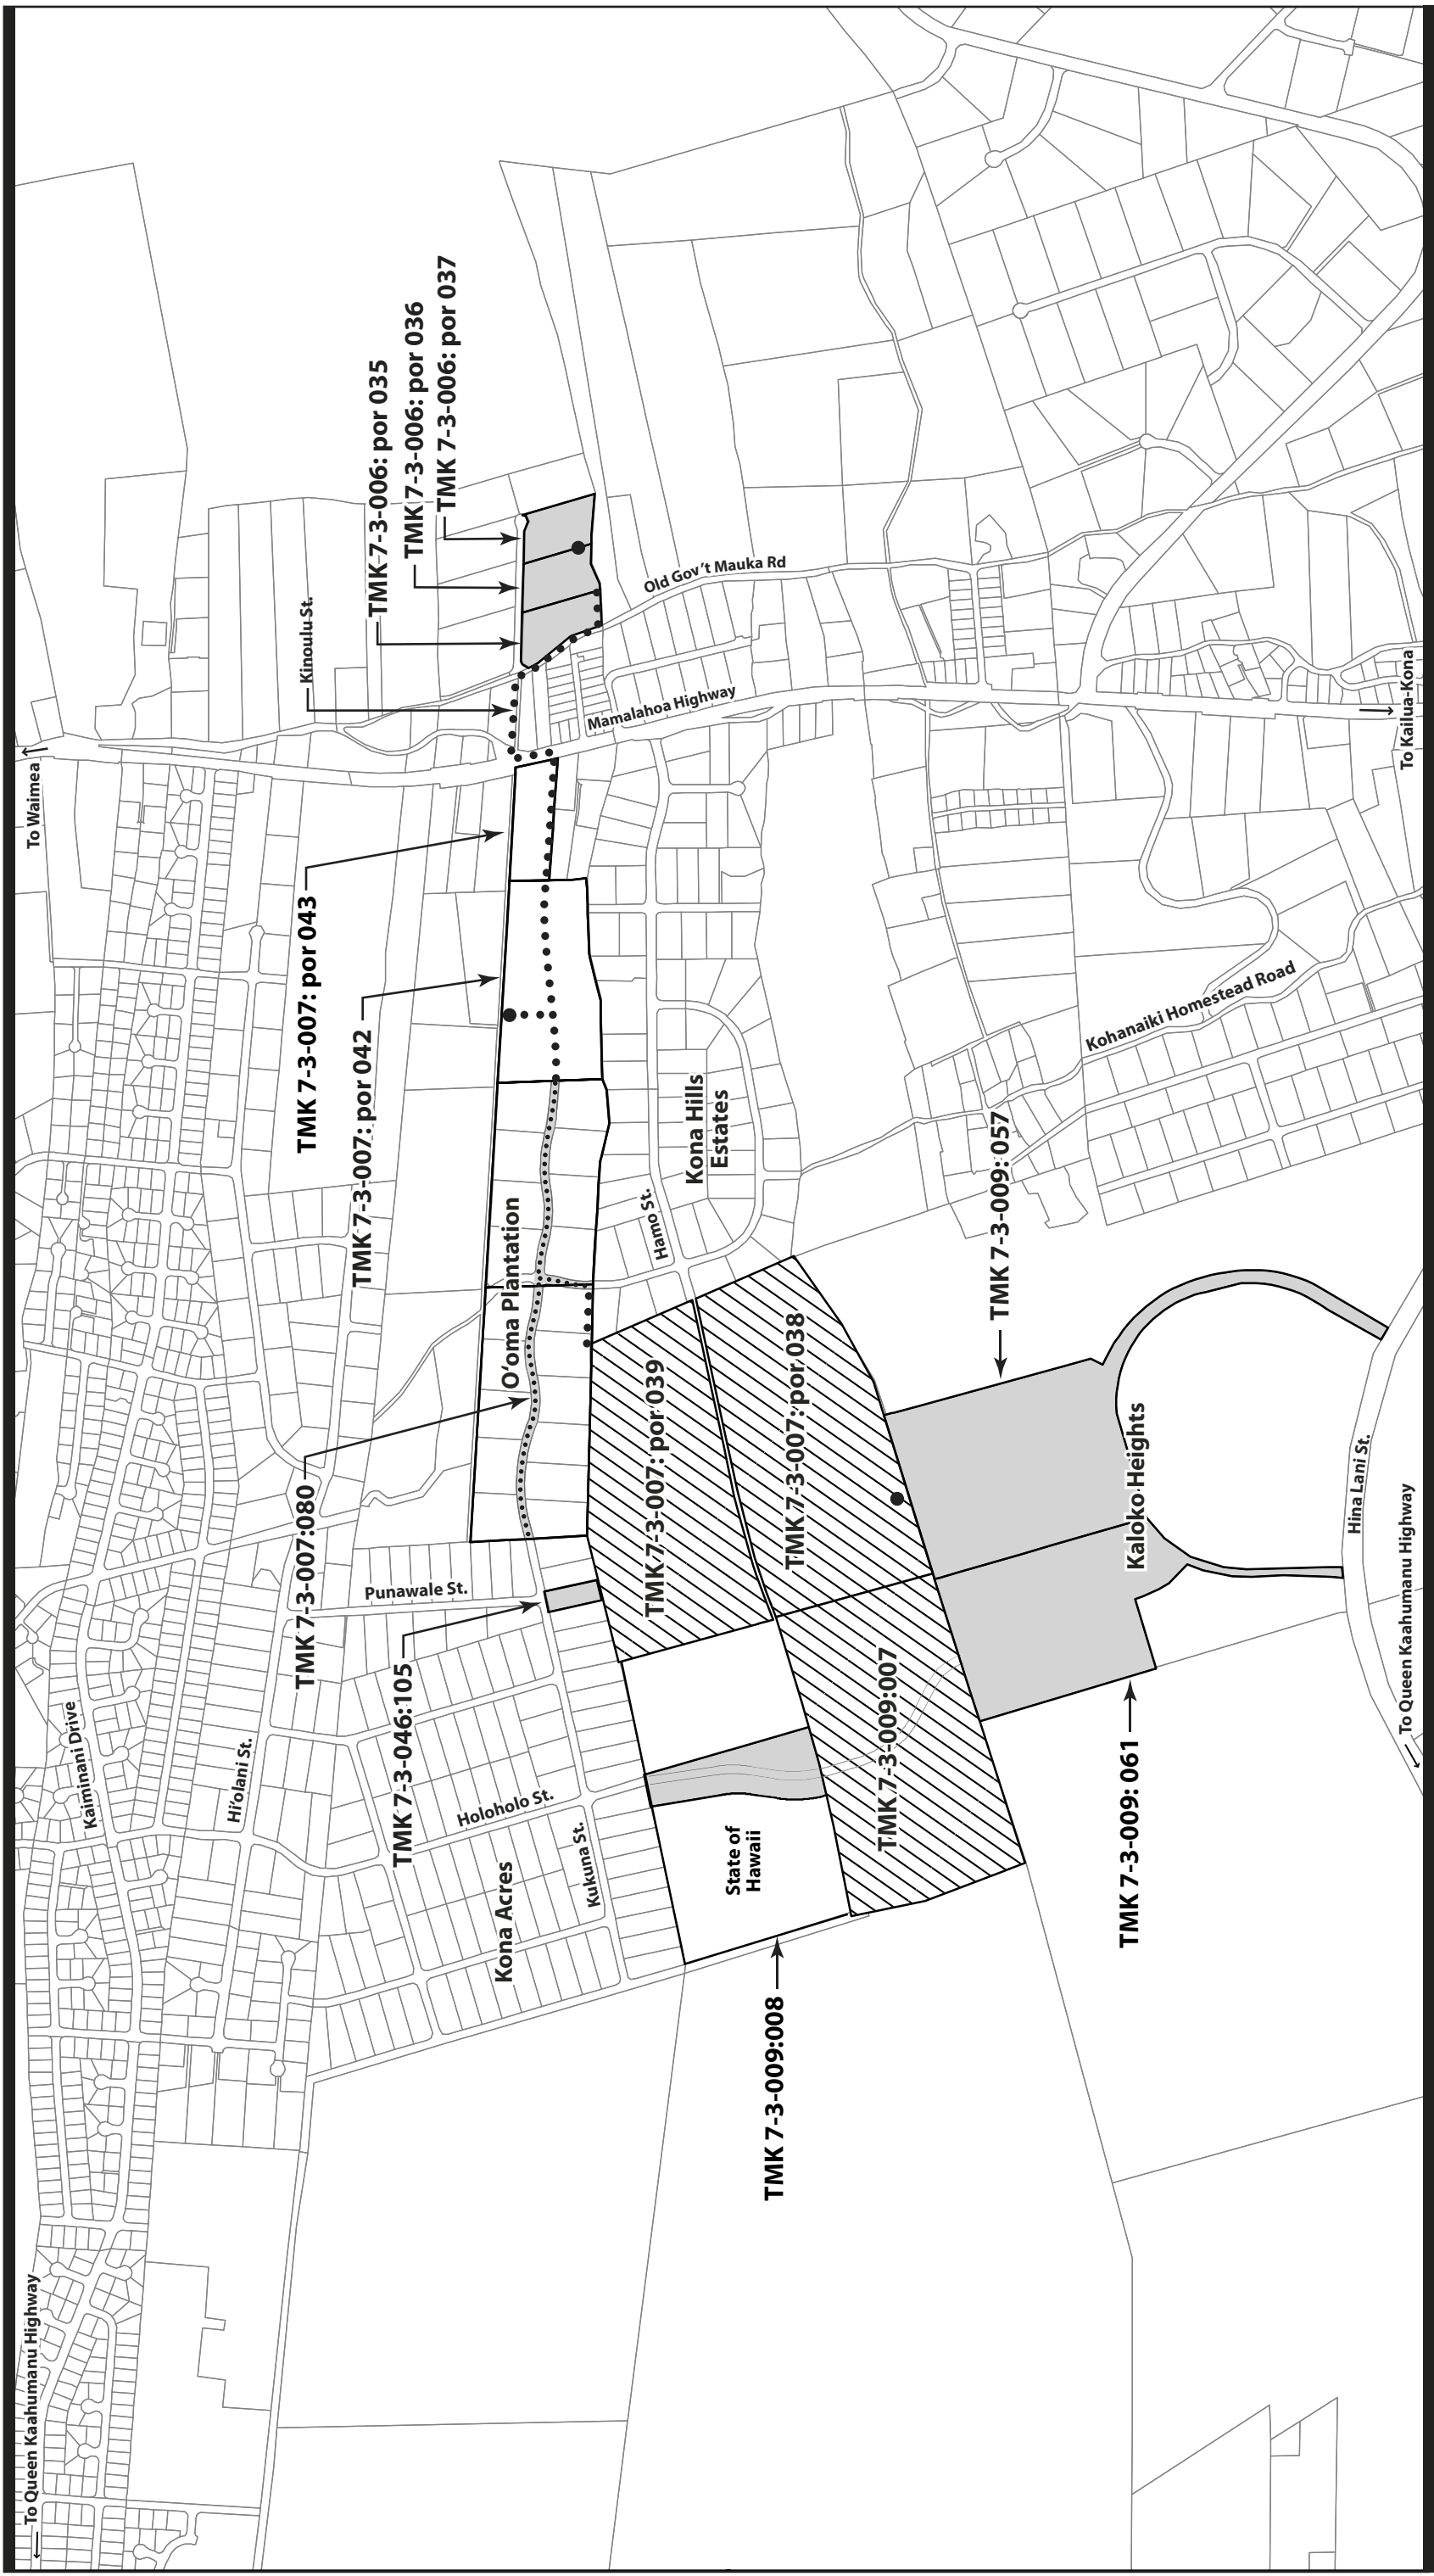 To Queen Kaahumanu Highway
Kaiminani Drive
Hi‘olani St.
To Waimea
Kinoulu St.
TMK 7-3-006: por 035
TMK 7-3-006: por 036
TMK 7-3-006: por 037
TMK 7-3-007: por 043
TMK 7-3-007: por 042
TMK 7-3-007:080
Punawale St.
TMK 7-3-046:105
Holoholo St.
Kona Acres
Kukuna St.
O‘oma Plantation
Mamalahoa Highway
Old Gov’t Mauka Rd
Hamo St.
Kona Hills
Estates
TMK 7-3-007: por 039
TMK 7-3-007: por 038
State of
Hawaii
TMK 7-3-009:008
TMK 7-3-009:007
TMK 7-3-009:057
Kohanaiki Homestead Road
TMK 7-3-009: 061
Kaloko Heights
Hina Lani St.
To Queen Kaahumanu Highway
To Kailua-Kona